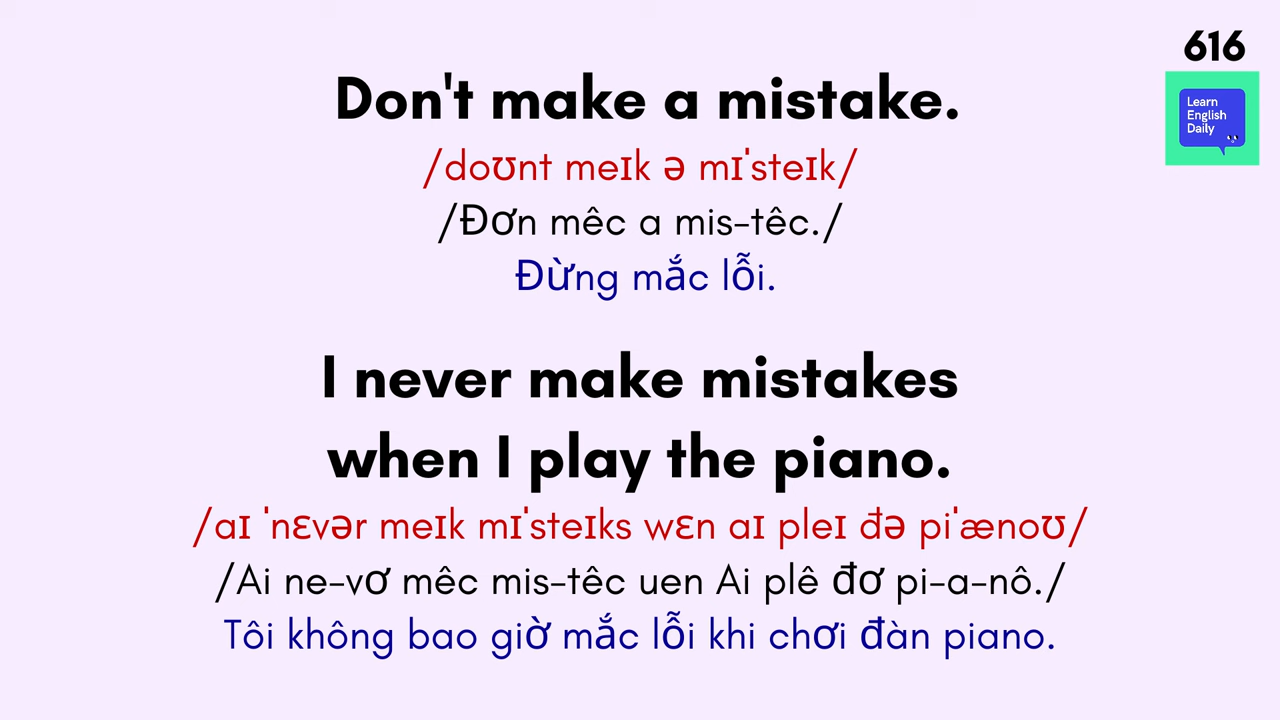 616
Learn
English
Daily
Don't make a mistake.
/doʊnt meɪk ə mɪˈsteɪk/
/Đơn mêc a mis-têc./
Đừng mắc lỗi.
I never make mistakes
when I play the piano.
/aɪ ˈnɛvər meɪk mɪˈsteɪks wɛn aɪ pleɪ đə piˈænoʊ/
/Ai ne-vơ mêc mis-têc uen Ai plê đơ pi-a-nô./
Tôi không bao giờ mắc lỗi khi chơi đàn piano.